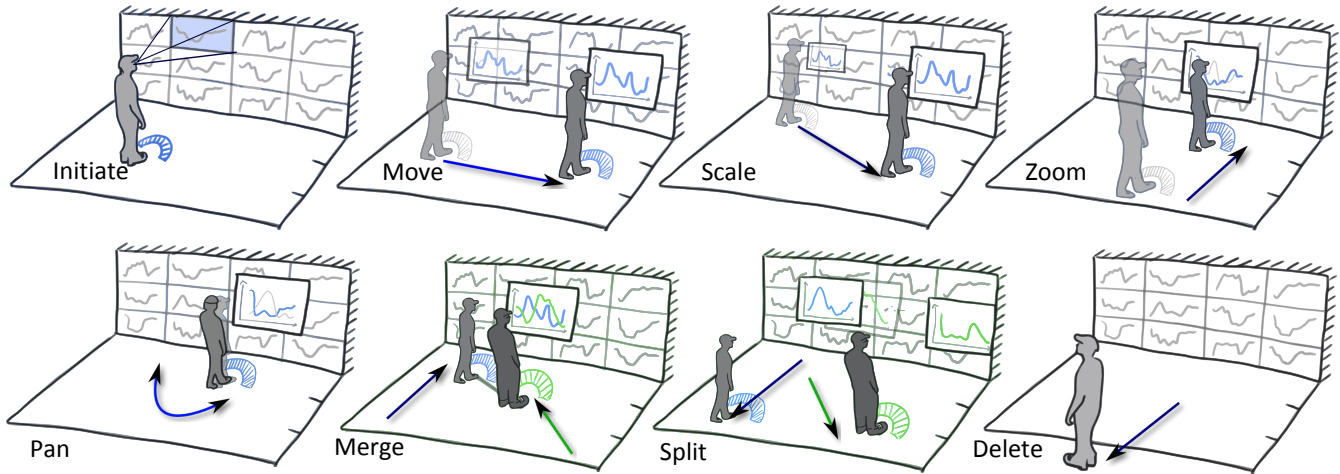 Initiate
Move
Scale
Zoom
Pan
Merge
Split
Delete